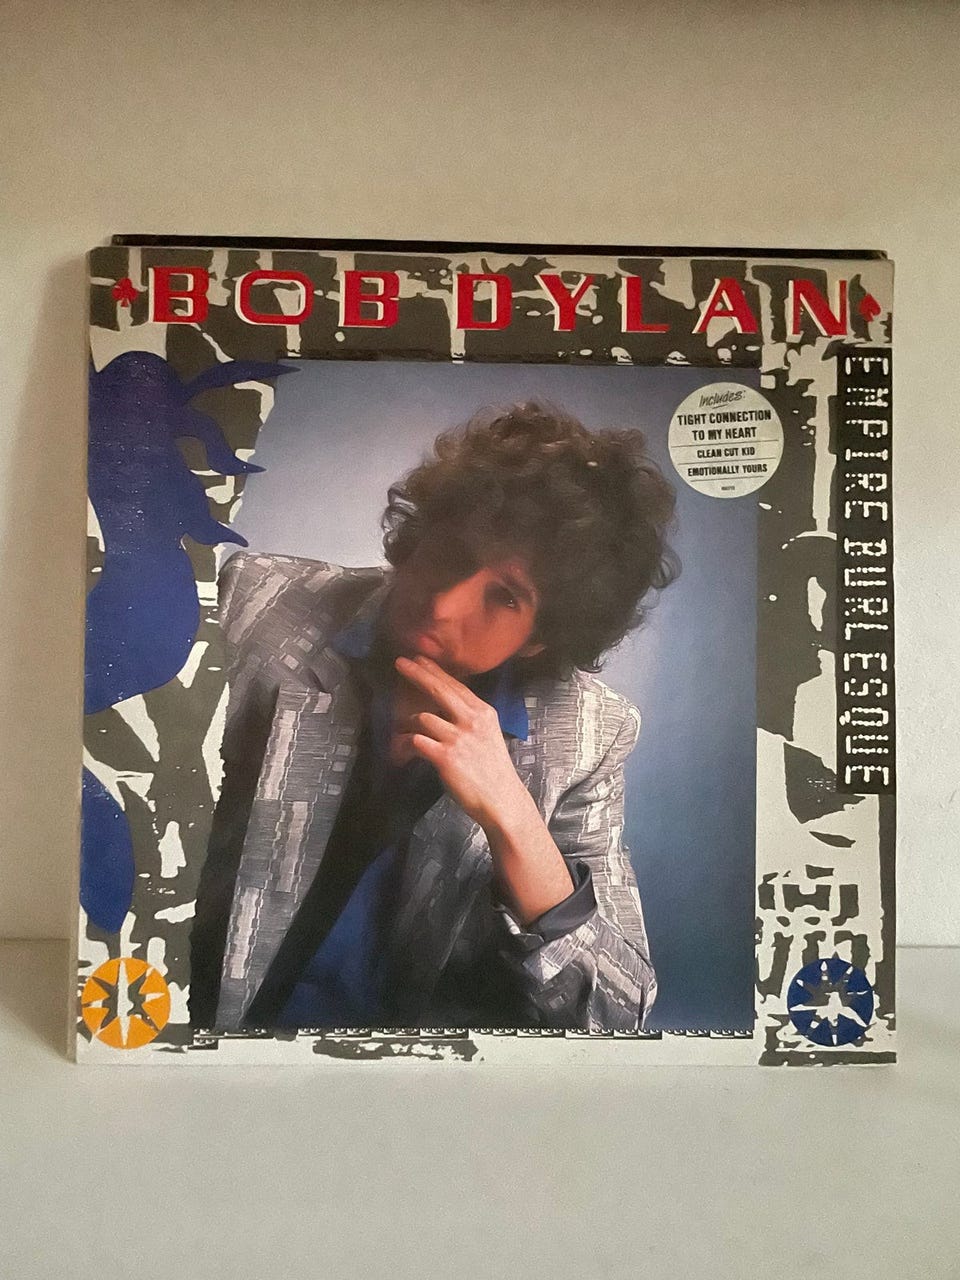 BOB DYLAN
EMPIRE BURLESQUE
Includes:
TIGHT CONNECTION
TO MY HEART
CLEAN CUT KID
EMOTIONALLY YOURS